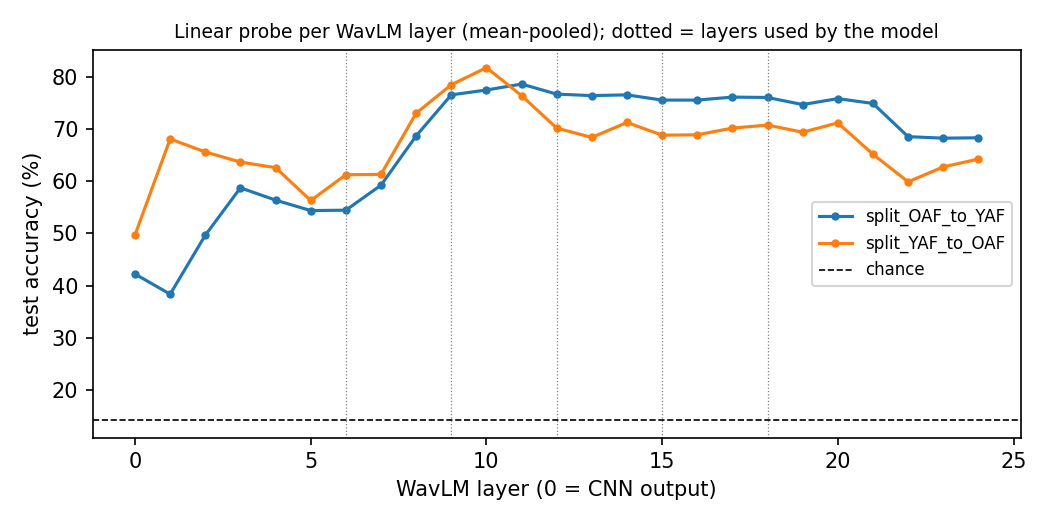 Linear probe per WavLM layer (mean-pooled); dotted = layers used by the model
test accuracy (%)
80
70
60
50
40
30
20
split_OAF_to_YAF
split_YAF_to_OAF
chance
0 5 10 15 20 25
WavLM layer (0 = CNN output)